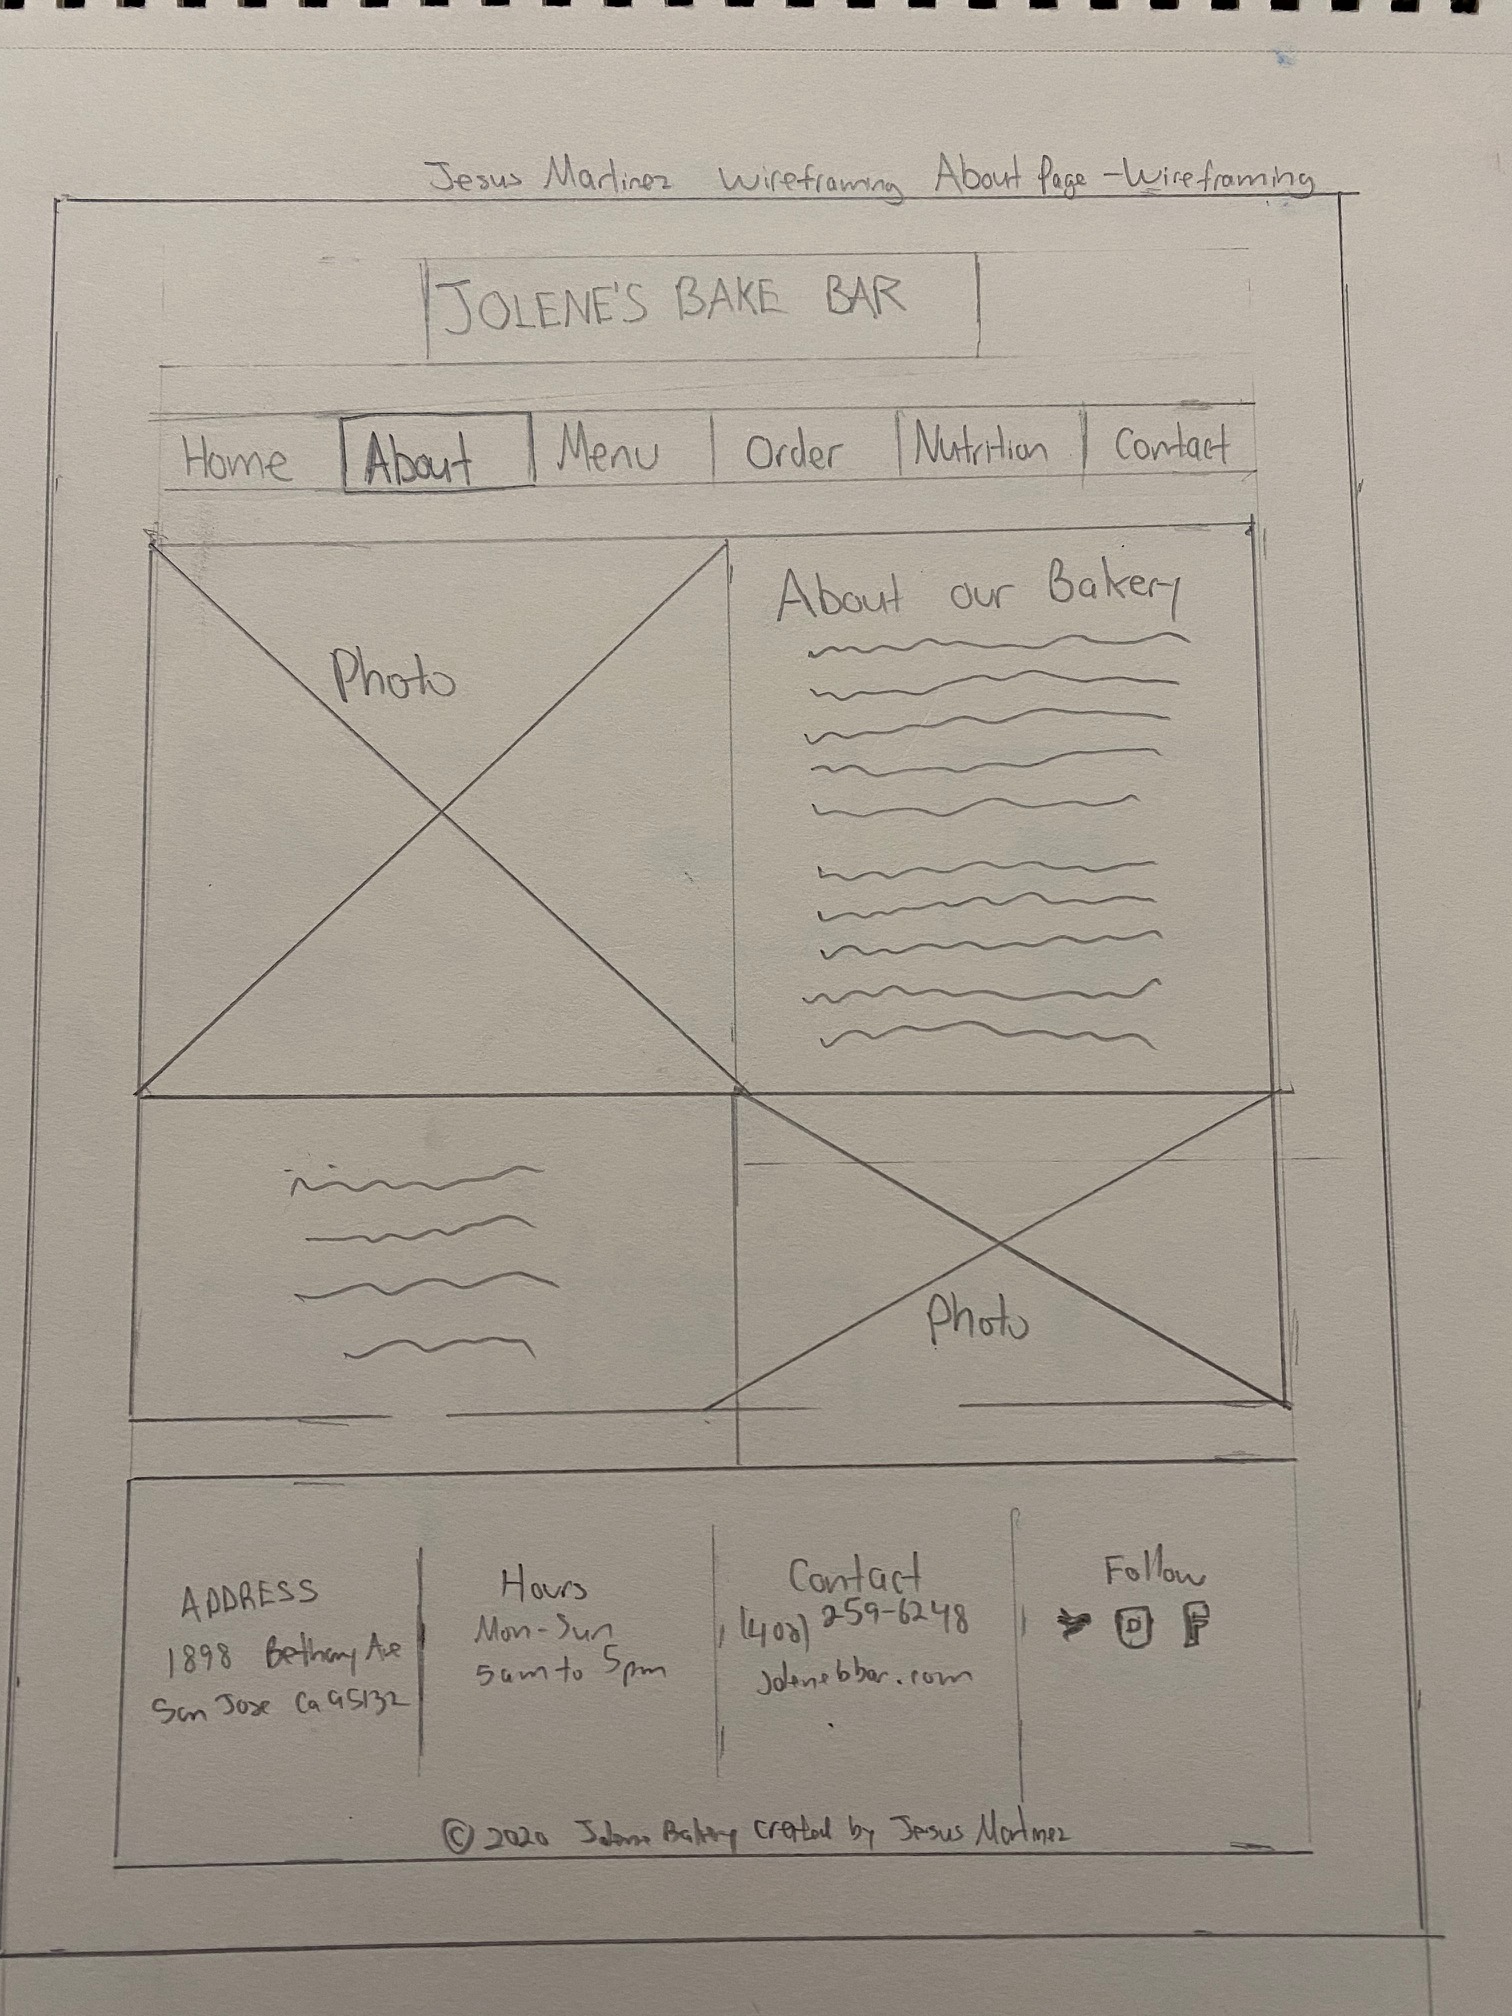 Jesus Martinez Wireframing About Page - Wireframing
JOLENE'S BAKE BAR
Home About Menu Order Nutrition Contact
Photo
About our Bakery
Photo
ADDRESS
1898 Bethany Ave
San Jose Ca 95132
Hours
Mon-Sun
5am to 5pm
Contact
(408) 259-6248
Jolenebbar.com
Follow
F
© 2020 Jolene Bakery created by Jesus Martinez